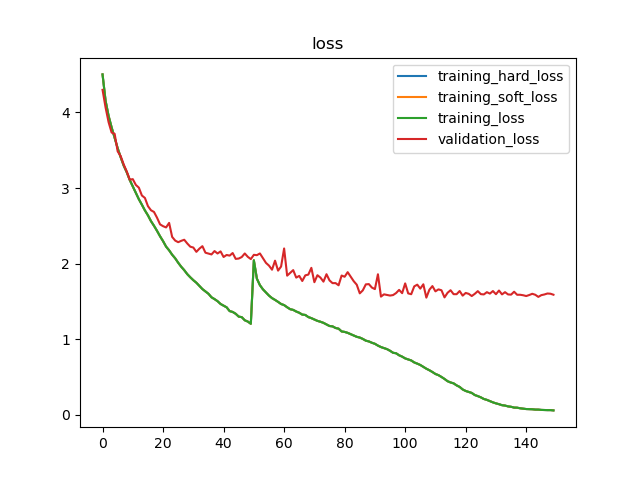 loss
training_hard_loss
training_soft_loss
training_loss
validation_loss
4
3
2
1
0
0 20 40 60 80 100 120 140